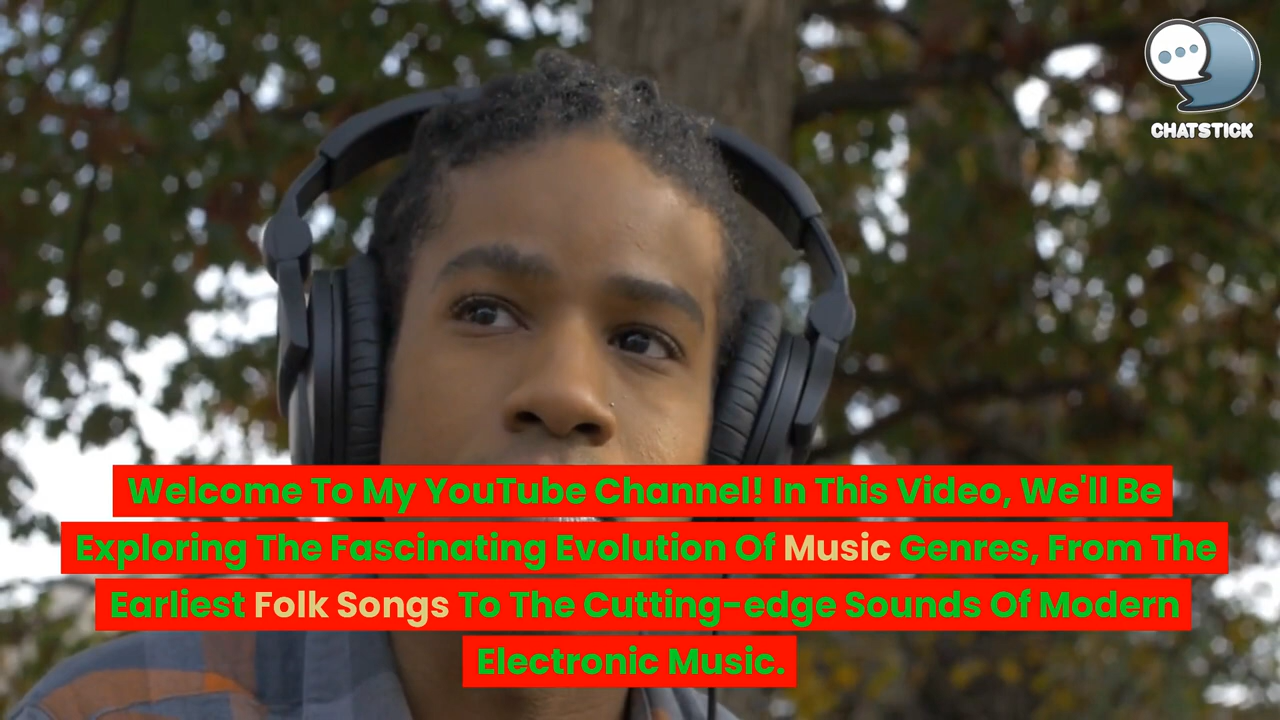 CHATSTICK
Welcome To My YouTube Channel! In This Video, We'll Be
Exploring The Fascinating Evolution Of Music Genres, From The
Earliest Folk Songs To The Cutting-edge Sounds Of Modern
Electronic Music.